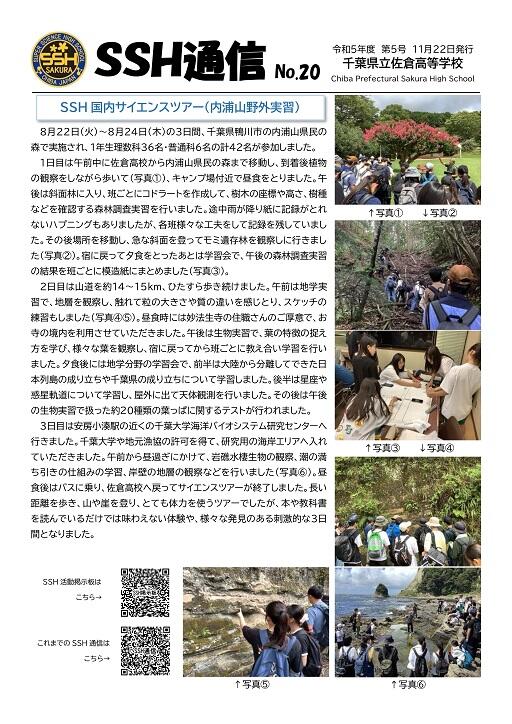 SUPER SCIENCE HIGH SCHOOL
SSH
SAKURA
CHIBA JAPAN
SSH通信 No.20
令和5年度 第5号 11月22日発行
千葉県立佐倉高等学校
Chiba Prefectural Sakura High School
SSH国内サイエンスツアー(内浦山野外実習)
8月22日(火)～8月24日(木)の3日間、千葉県鴨川市の内浦山県民の
森で実施され、1年生理数科36名・普通科6名の計42名が参加しました。
1日目は午前中に佐倉高校から内浦山県民の森まで移動し、到着後植物
の観察をしながら歩いて(写真①)、キャンプ場付近で昼食をとりました。午
後は斜面林に入り、班ごとにコドラートを作成して、樹木の座標や高さ、樹種
などを確認する森林調査実習を行いました。途中雨が降り紙に記録がとれ
ないハプニングもありましたが、各班様々な工夫をして記録を残していまし
た。その後場所を移動し、急な斜面を登ってモミ遺存林を観察しに行きまし
た(写真②)。宿に戻って夕食をとったあとは学習会で、午後の森林調査実習
の結果を班ごとに模造紙にまとめました(写真③)。
2日目は山道を約14～15km、ひたすら歩き続けました。午前は地学実
習で、地層を観察し、触れて粒の大きさや質の違いを感じとり、スケッチの
練習もしました(写真④⑤)。昼食時には妙法生寺の住職さんのご厚意で、お
寺の境内を利用させていただきました。午後は生物実習で、葉の特徴の捉え
方を学び、様々な葉を観察し、宿に戻ってから班ごとに教え合い学習を行い
ました。夕食後には地学分野の学習会で、前半は大陸から分離してできた日
本列島の成り立ちや千葉県の成り立ちについて学習しました。後半は星座や
惑星軌道について学習し、屋外に出て天体観測を行いました。その後は午後
の生物実習で扱った約20種類の葉っぱに関するテストが行われました。
3日目は安房小湊駅の近くの千葉大学海洋バイオシステム研究センターへ
行きました。千葉大学や地元漁協の許可を得て、研究用の海岸エリアへ入れ
ていただきました。午前から昼過ぎにかけて、岩礁水棲生物の観察、潮の満
ち引きの仕組みの学習、岸壁の地層の観察などを行いました(写真⑥)。昼
食後はバスに乗り、佐倉高校へ戻ってサイエンスツアーが終了しました。長い
距離を歩き、山や崖を登り、とても体力を使うツアーでしたが、本や教科書
を読んでいるだけでは味わえない体験や、様々な発見のある刺激的な3日
間となりました。
↑写真① ↓写真②
↑写真③ ↓写真④
SSH活動掲示板は
こちら→
これまでのSSH通信は
こちら→
↑写真⑤
↑写真⑥